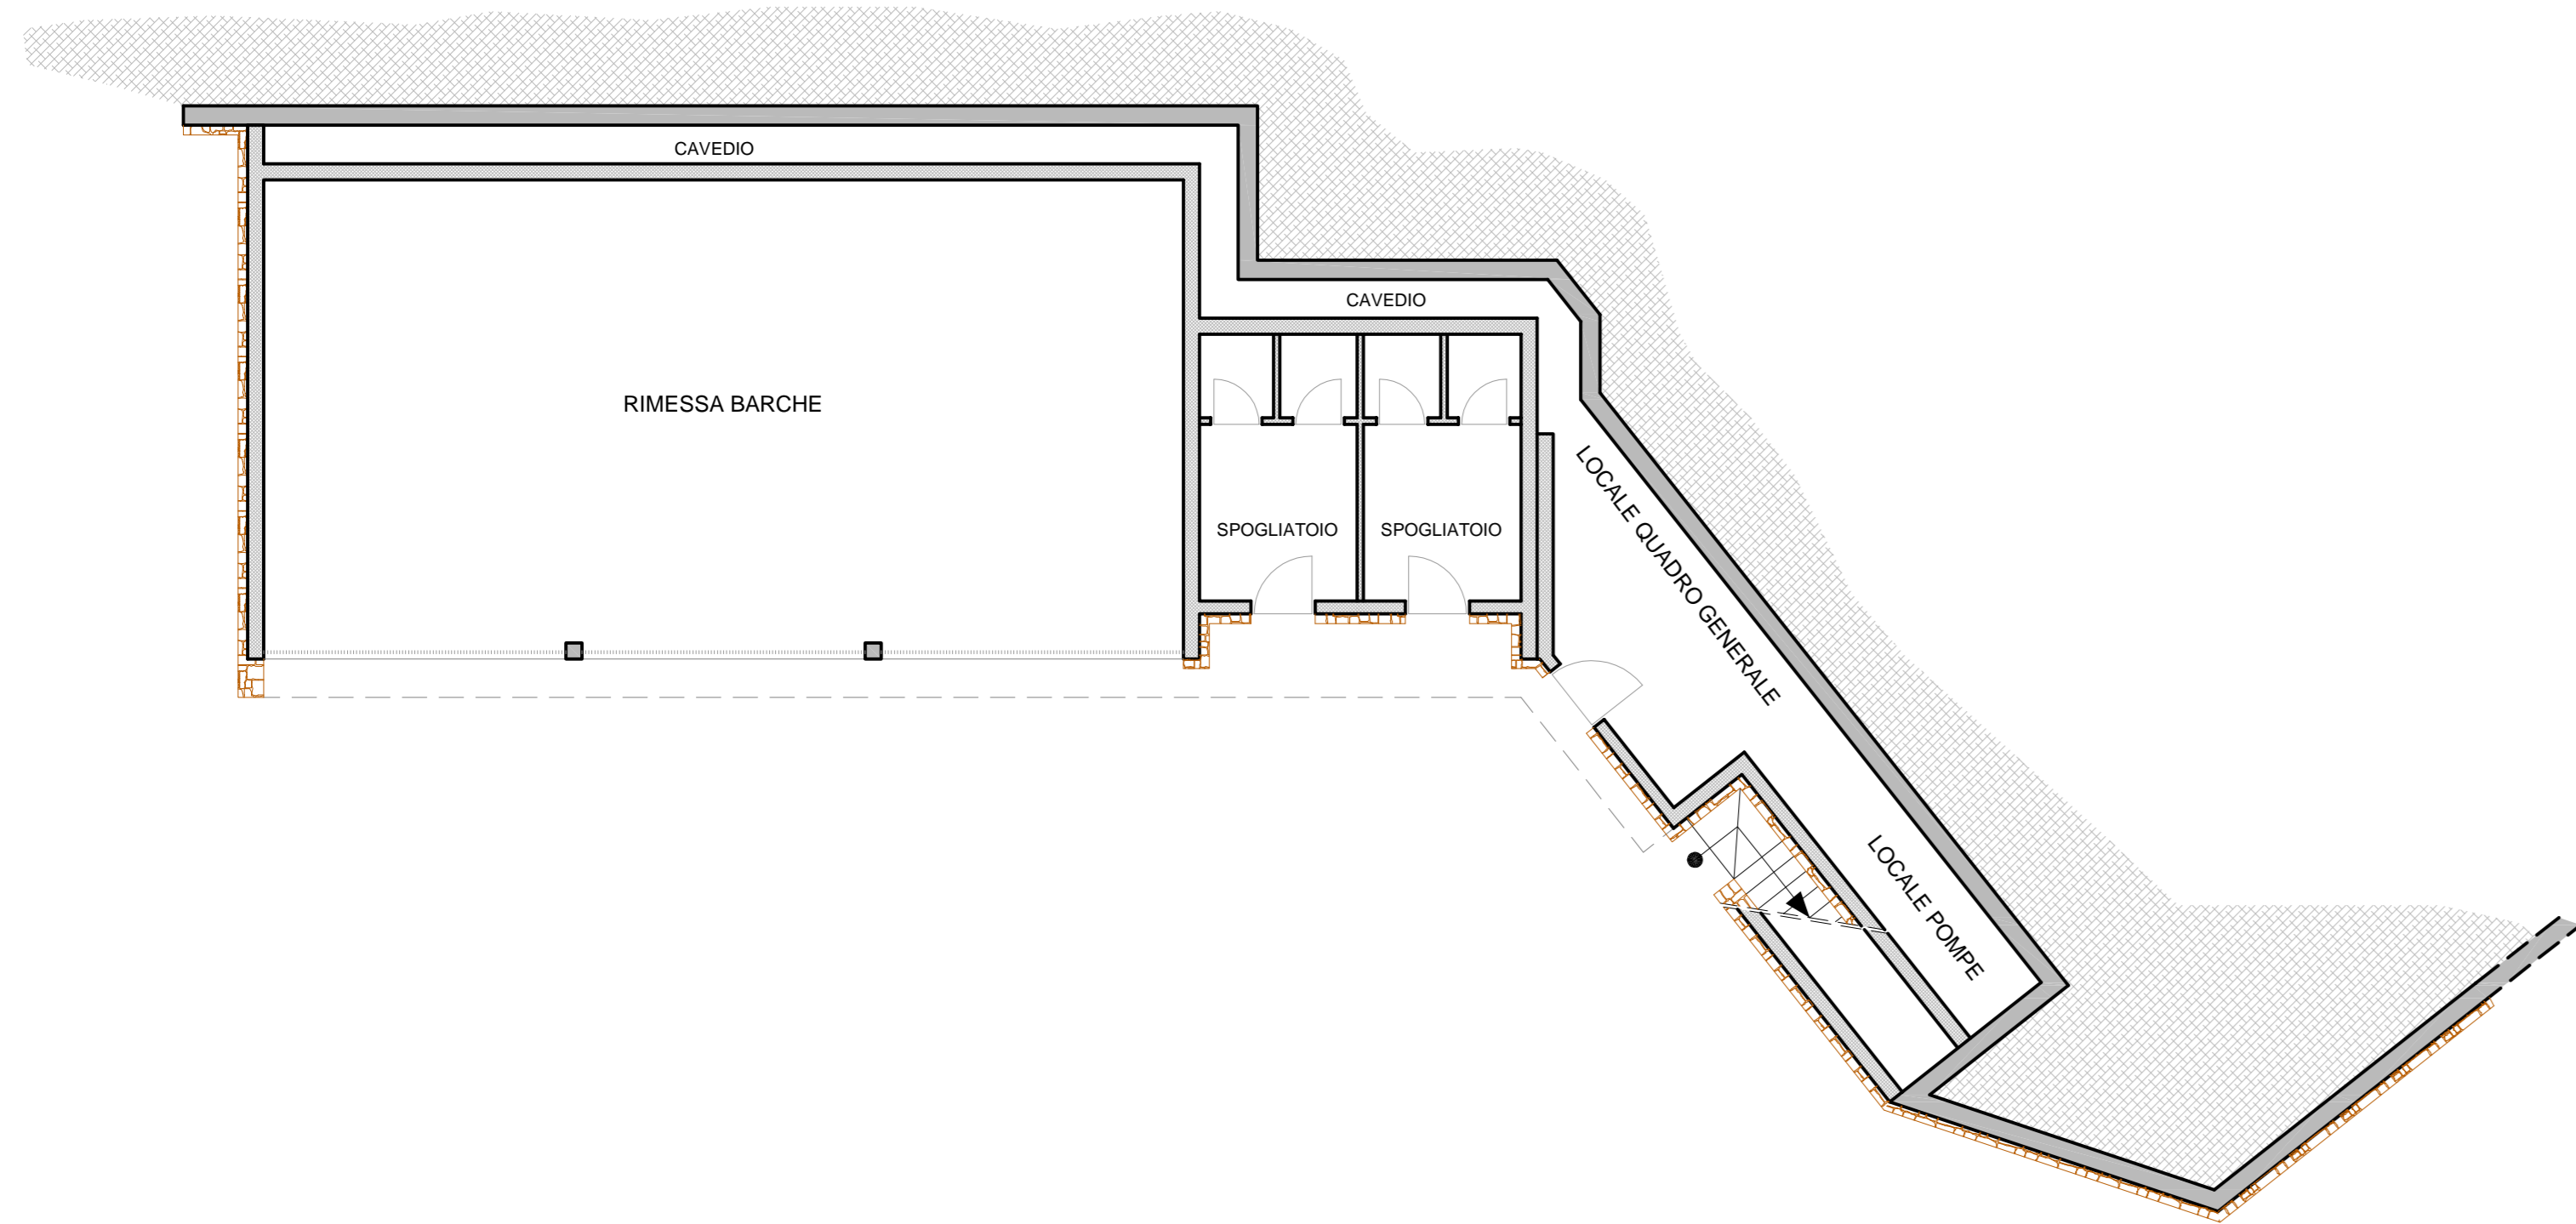 CAVEDIO
CAVEDIO
RIMESSA BARCHE
SPOGLIATOIO
SPOGLIATOIO
LOCALE QUADRO GENERALE
LOCALE POMPE